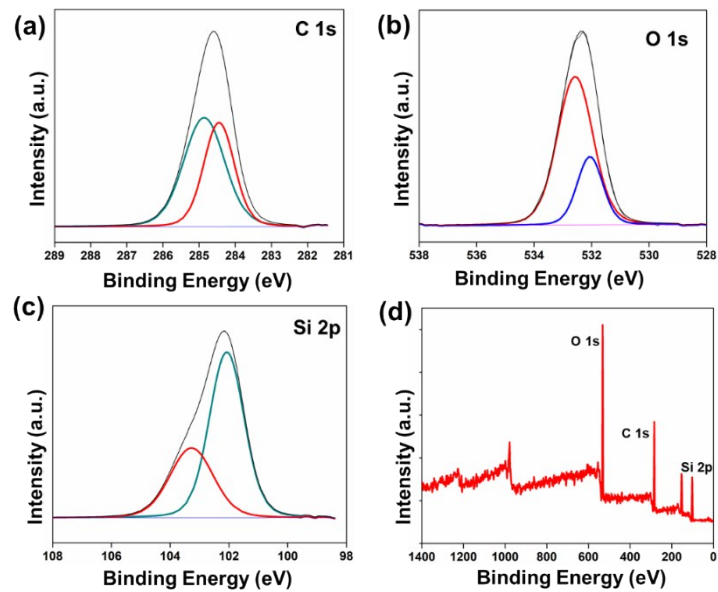 (a)
C 1s
Intensity (a.u.)
289 288 287 286 285 284 283 282 281
Binding Energy (eV)
(b)
O 1s
Intensity (a.u.)
538 536 534 532 530 528
Binding Energy (eV)
(c)
Si 2p
Intensity (a.u.)
108 106 104 102 100 98
Binding Energy (eV)
(d)
O 1s
C 1s
Si 2p
Intensity (a.u.)
1400 1200 1000 800 600 400 200 0
Binding Energy (eV)